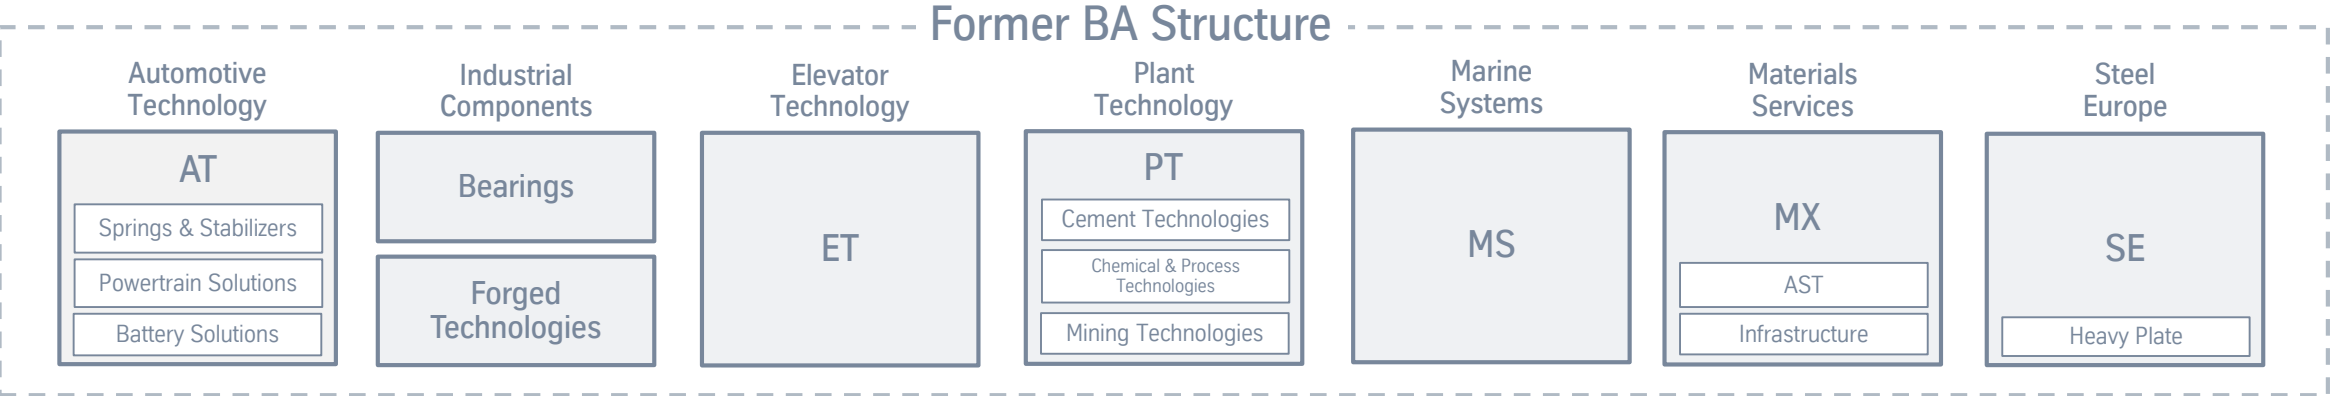 Former BA Structure
Automotive
Technology
AT
Springs & Stabilizers
Powertrain Solutions
Battery Solutions
Industrial
Components
Bearings
Forged
Technologies
Elevator
Technology
ET
Plant
Technology
PT
Cement Technologies
Chemical & Process
Technologies
Mining Technologies
Marine
Systems
MS
Materials
Services
MX
AST
Infrastructure
Steel
Europe
SE
Heavy Plate